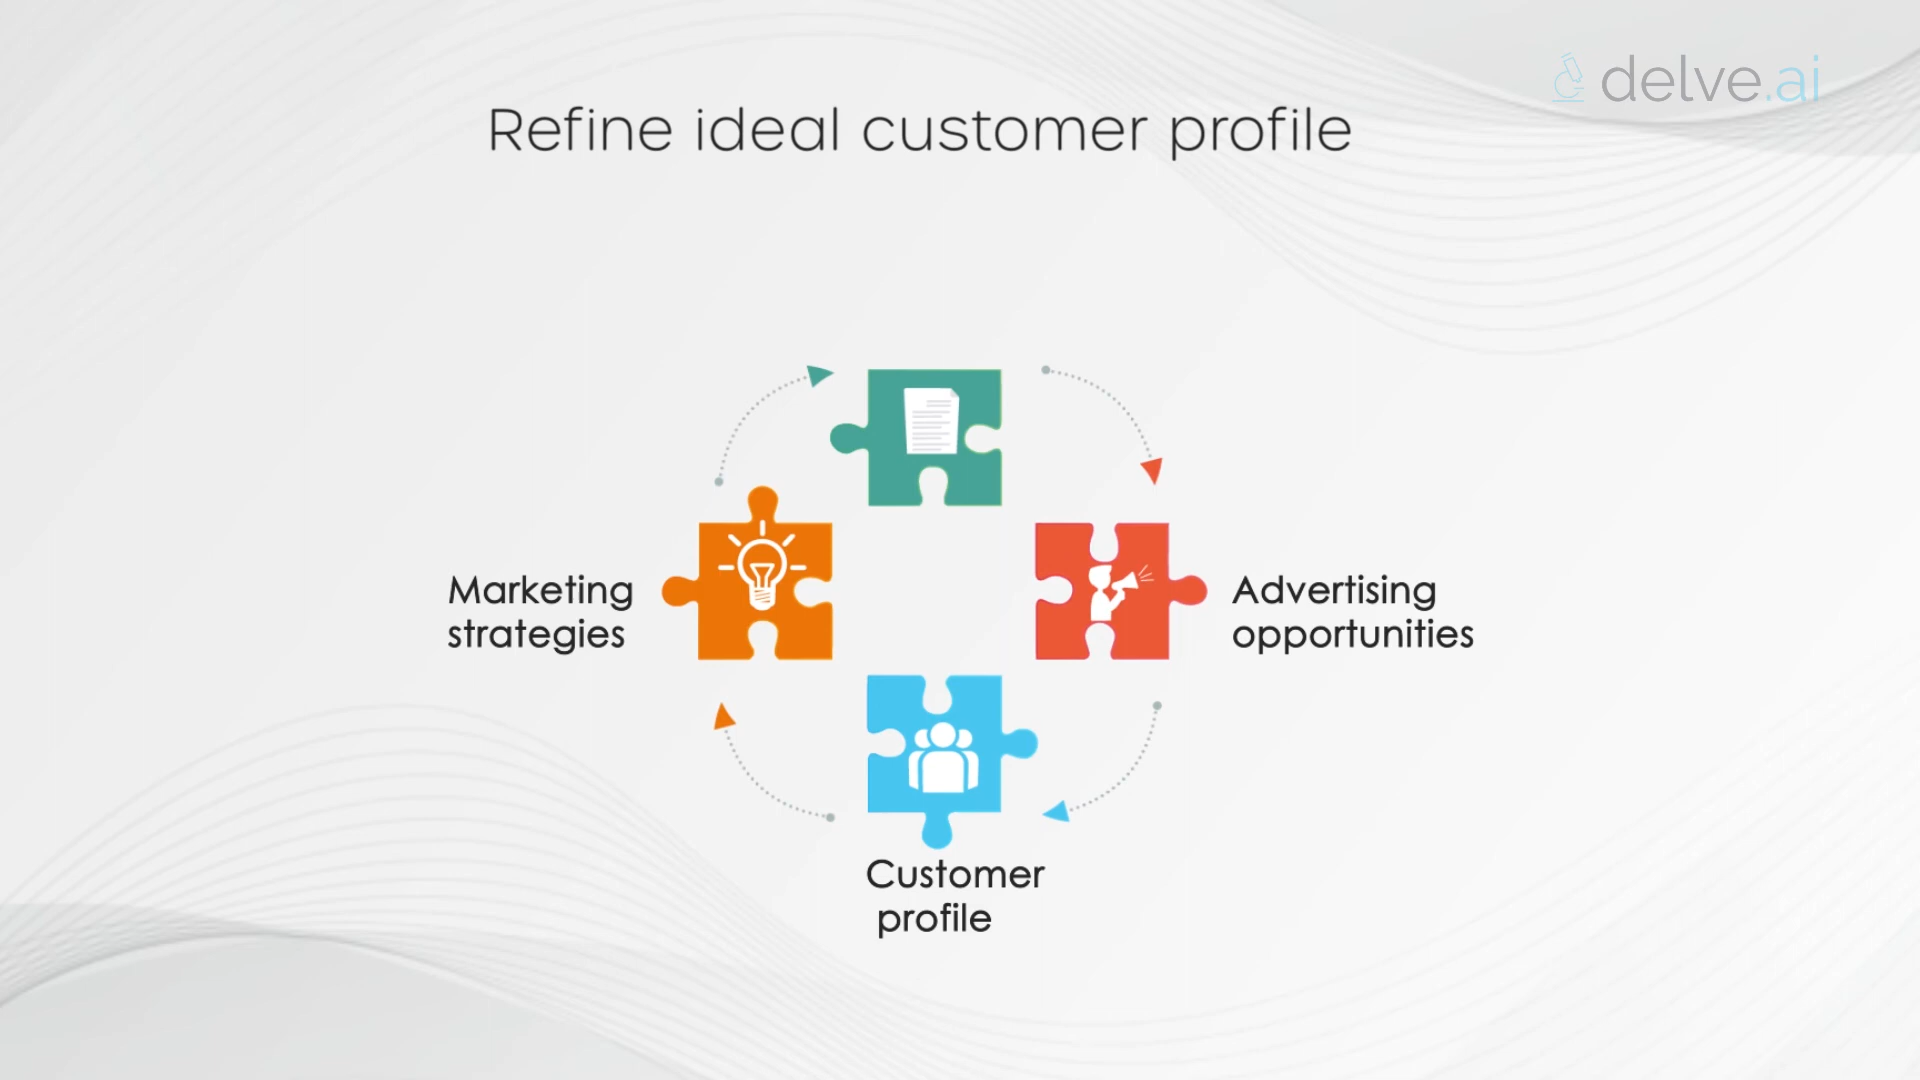 delve.ai
Refine ideal customer profile
Marketing
strategies
Advertising
opportunities
Customer
profile